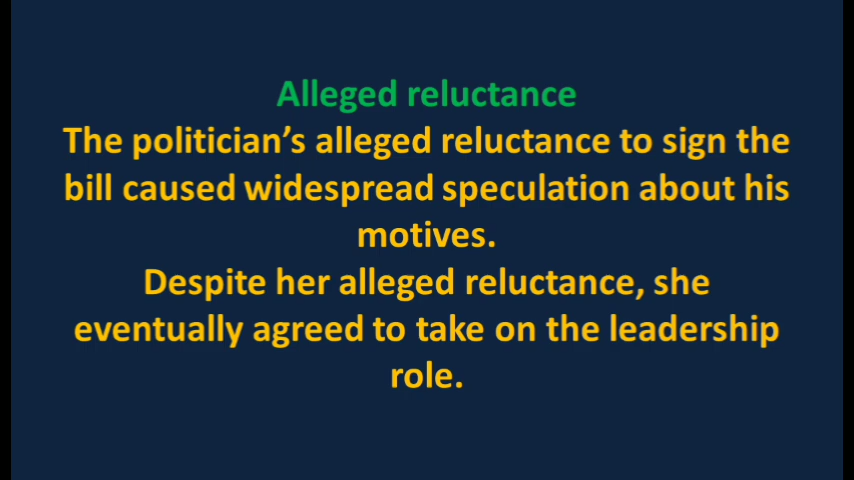 Alleged reluctance
The politician’s alleged reluctance to sign the
bill caused widespread speculation about his
motives.
Despite her alleged reluctance, she
eventually agreed to take on the leadership
role.